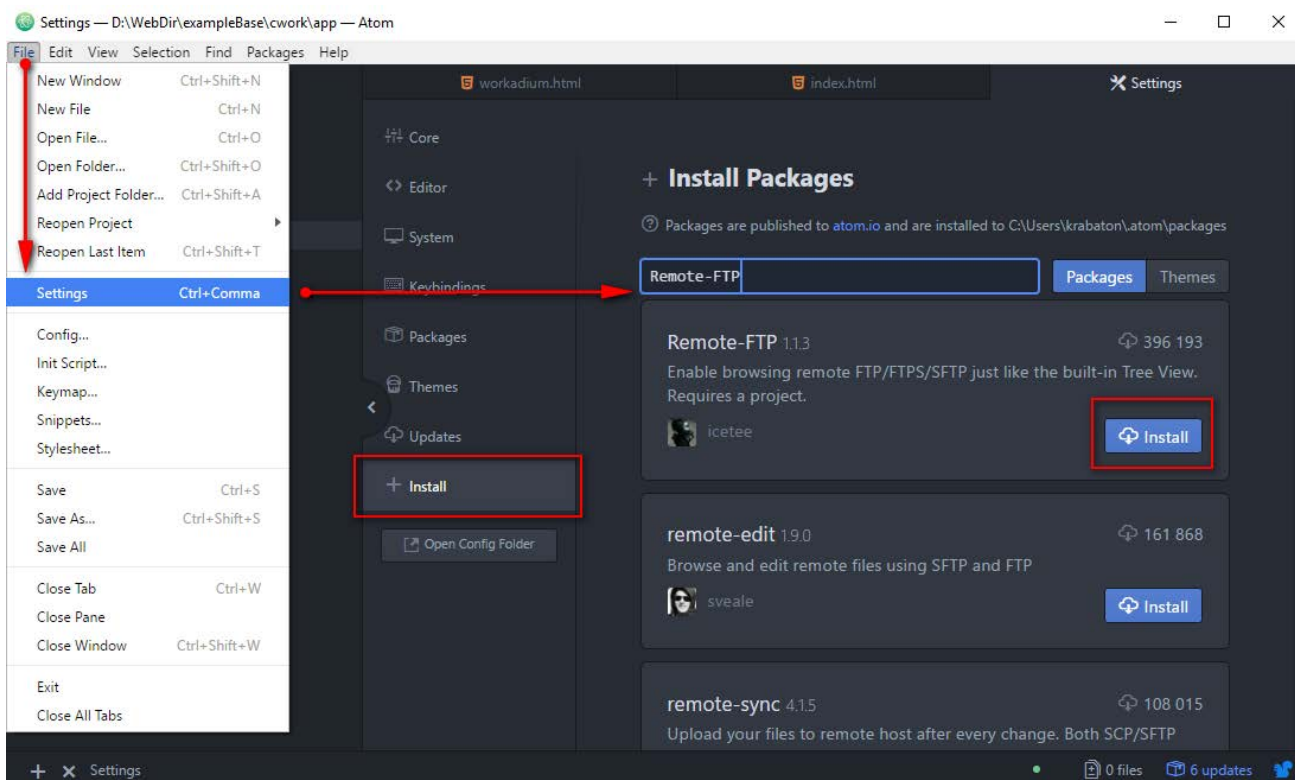 Settings — D:\WebDir\exampleBase\cwork\app — Atom
File Edit View Selection Find Packages Help
New Window Ctrl+Shift+N
New File Ctrl+N
Open File... Ctrl+O
Open Folder... Ctrl+Shift+O
Add Project Folder... Ctrl+Shift+A
Reopen Project
Reopen Last Item Ctrl+Shift+T
Settings Ctrl+Comma
Config...
Init Script...
Keymap...
Snippets...
Stylesheet...
Save Ctrl+S
Save As... Ctrl+Shift+S
Save All
Close Tab Ctrl+W
Close Pane
Close Window Ctrl+Shift+W
Exit
Close All Tabs
workadium.html
index.html
Settings
Core
Editor
System
Keybindings
Packages
Themes
Updates
Install
Open Config Folder
Install Packages
Packages are published to atom.io and are installed to C:\Users\krabaton\.atom\packages
Remote-FTP
Packages Themes
Remote-FTP 1.1.3 396 193
Enable browsing remote FTP/FTPS/SFTP just like the built-in Tree View.
Requires a project.
icetee
Install
remote-edit 1.9.0 161 868
Browse and edit remote files using SFTP and FTP
sveale
Install
remote-sync 4.1.5 108 015
Upload your files to remote host after every change. Both SCP/SFTP
Settings
0 files 6 updates